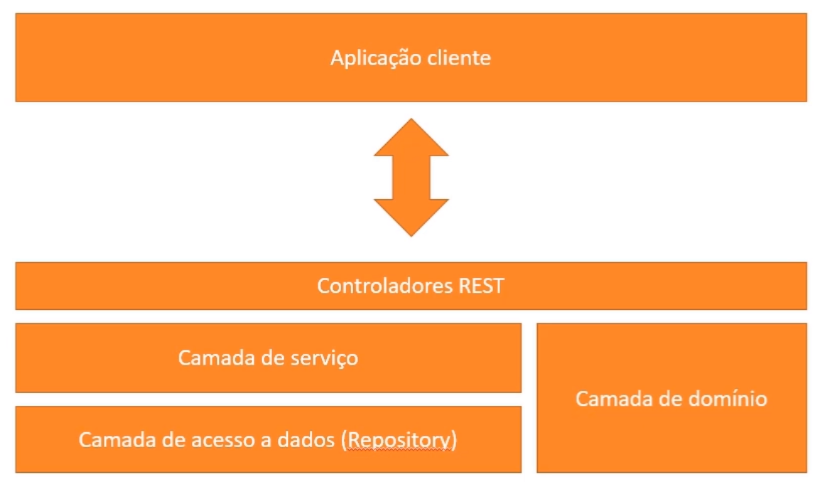 Aplicação cliente
Controladores REST
Camada de serviço
Camada de domínio
Camada de acesso a dados (Repository)